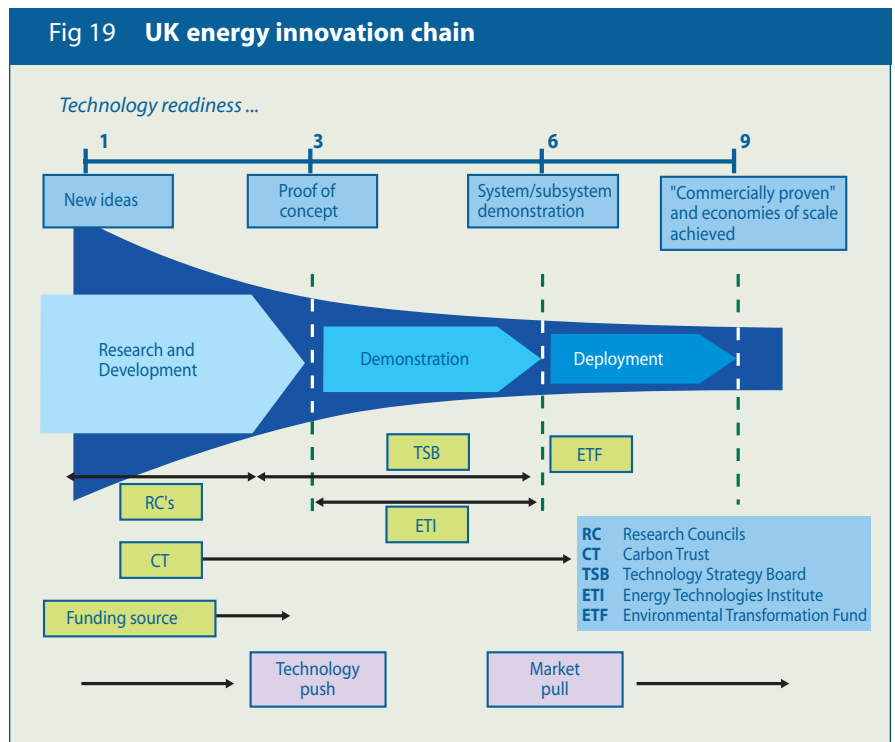 Fig 19 UK energy innovation chain
Technology readiness ...
1
3
6
9
New ideas
Proof of
concept
System/subsystem
demonstration
"Commercially proven"
and economies of scale
achieved
Research and
Development
Demonstration
Deployment
TSB
ETF
RC's
ETI
CT
RC Research Councils
CT Carbon Trust
TSB Technology Strategy Board
ETI Energy Technologies Institute
ETF Environmental Transformation Fund
Funding source
Technology
push
Market
pull